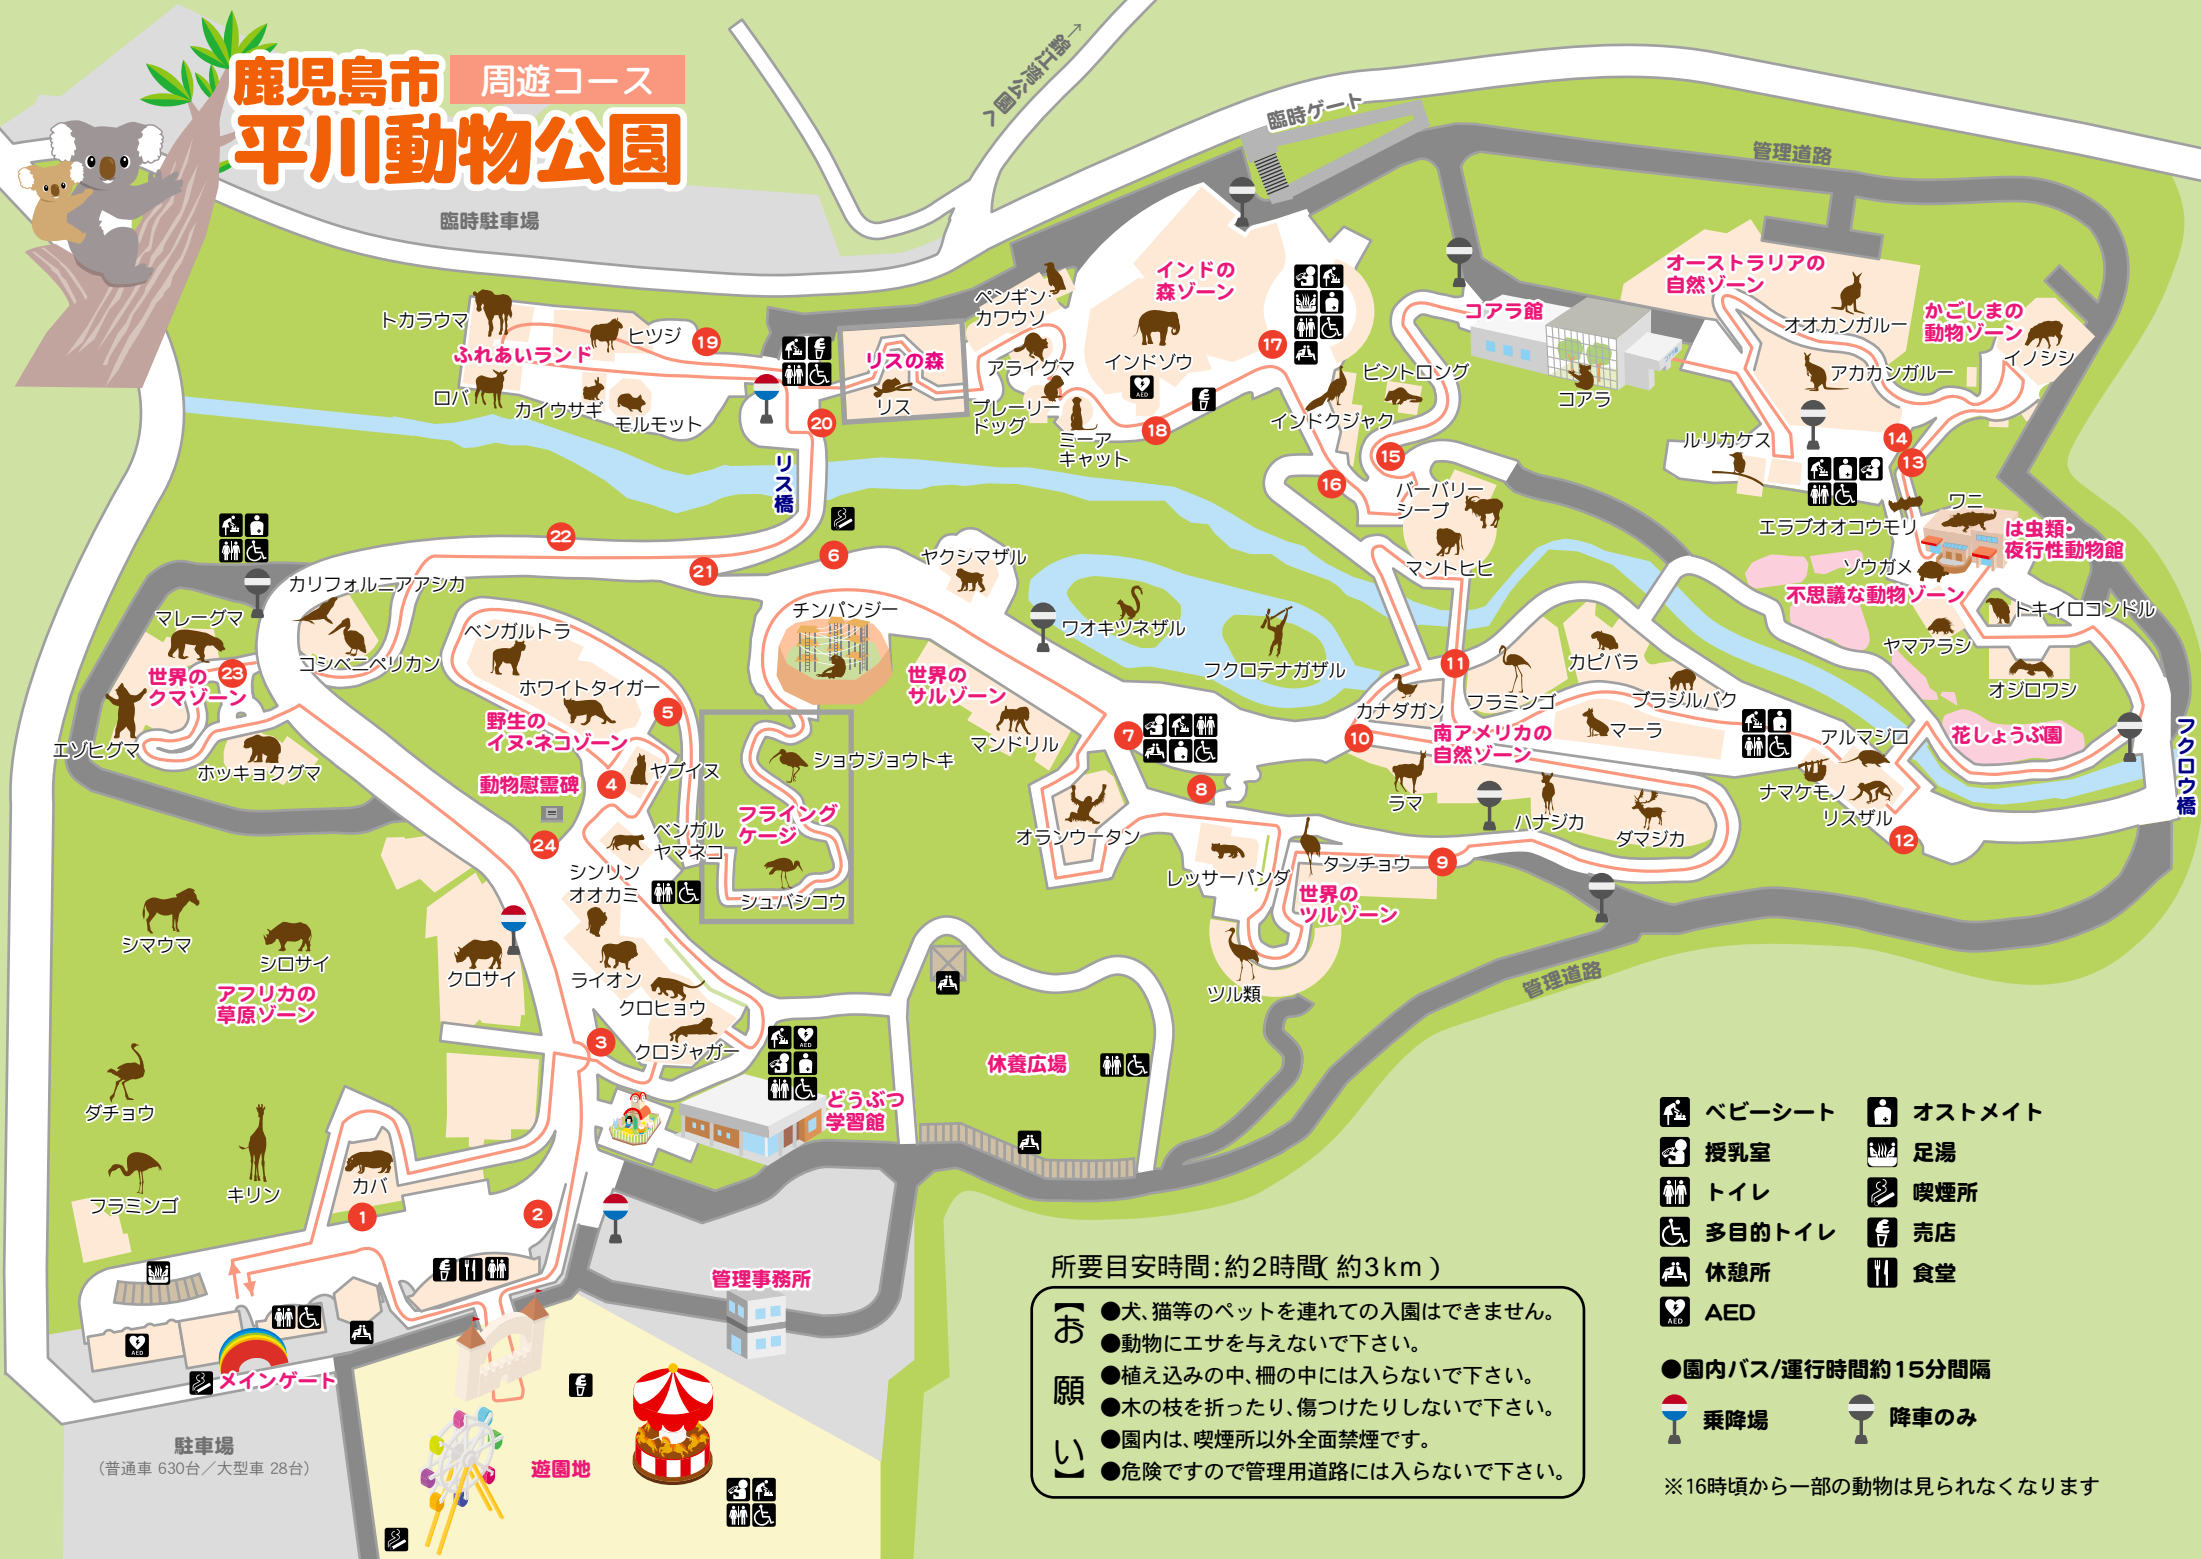 鹿児島市
周遊コース
平川動物公園
臨時駐車場
錦江湾公園へ
→
臨時ゲート
管理道路
トカラウマ
ヒツジ
19
ふれあいランド
ロバ
カイウサギ
モルモット
リスの森
リス
20
リス橋
ペンギン・
カワウソ
アライグマ
プレーリー
ドッグ
ミーア
キャット
インドの
森ゾーン
インドゾウ
AED
17
18
インドクジャク
ビントロング
コアラ館
コアラ
15
16
バーバリー
シープ
マントヒヒ
オーストラリアの
自然ゾーン
オオカンガルー
アカカンガルー
ルリカケス
かごしまの
動物ゾーン
イノシシ
14
13
エラブオオコウモリ
ワニ
は虫類・
夜行性動物館
ゾウガメ
不思議な動物ゾーン
トキイロコンドル
ヤマアラシ
オジロワシ
花しょうぶ園
フクロウ橋
22
21
6
カリフォルニアアシカ
コシベニペリカン
マレーグマ
世界の
クマゾーン
23
エゾヒグマ
ホッキョクグマ
ベンガルトラ
ホワイトタイガー
5
野生の
イヌ・ネコゾーン
動物慰霊碑
4
ヤブイヌ
24
ベンガル
ヤマネコ
シンリン
オオカミ
ライオン
クロヒョウ
クロジャガー
3
チンパンジー
ヤクシマザル
世界の
サルゾーン
マンドリル
ショウジョウトキ
フライング
ケージ
シュバシコウ
ワオキツネザル
フクロテナガザル
7
オランウータン
8
レッサーパンダ
タンチョウ
9
世界の
ツルゾーン
ツル類
カナダガン
10
11
フラミンゴ
カピバラ
ブラジルバク
マーラ
南アメリカの
自然ゾーン
ラマ
ハナジカ
ダマジカ
アルマジロ
ナマケモノ
リスザル
12
管理道路
シマウマ
シロサイ
クロサイ
アフリカの
草原ゾーン
ダチョウ
フラミンゴ
キリン
カバ
1
2
AED
どうぶつ
学習館
休養広場
管理事務所
AED
メインゲート
駐車場
(普通車 630台／大型車 28台)
遊園地
所要目安時間:約2時間( 約3km )
【お願い】
●犬、猫等のペットを連れての入園はできません。
●動物にエサを与えないで下さい。
●植え込みの中、柵の中には入らないで下さい。
●木の枝を折ったり、傷つけたりしないで下さい。
●園内は、喫煙所以外全面禁煙です。
●危険ですので管理用道路には入らないで下さい。
ベビーシート
オストメイト
授乳室
足湯
トイレ
喫煙所
多目的トイレ
売店
休憩所
食堂
AED
AED
●園内バス/運行時間約15分間隔
乗降場
降車のみ
※16時頃から一部の動物は見られなくなります